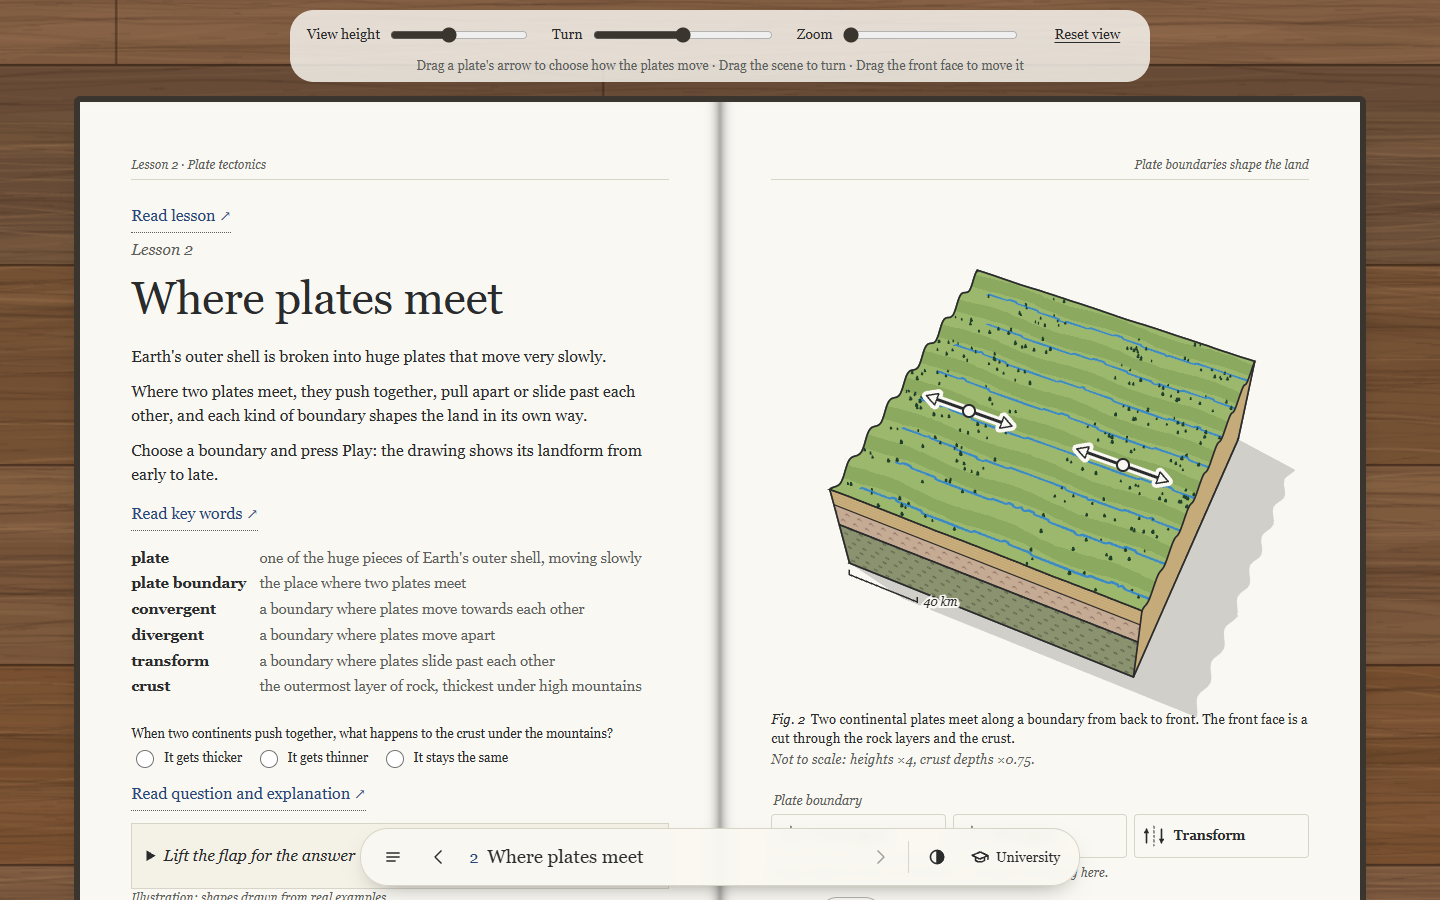 View height
Turn
Zoom
Reset view
Drag a plate's arrow to choose how the plates move · Drag the scene to turn · Drag the front face to move it
Lesson 2 · Plate tectonics
Read lesson ↗
Lesson 2
Where plates meet
Earth's outer shell is broken into huge plates that move very slowly.
Where two plates meet, they push together, pull apart or slide past each
other, and each kind of boundary shapes the land in its own way.
Choose a boundary and press Play: the drawing shows its landform from
early to late.
Read key words ↗
plate one of the huge pieces of Earth's outer shell, moving slowly
plate boundary the place where two plates meet
convergent a boundary where plates move towards each other
divergent a boundary where plates move apart
transform a boundary where plates slide past each other
crust the outermost layer of rock, thickest under high mountains
When two continents push together, what happens to the crust under the mountains?
It gets thicker It gets thinner It stays the same
Read question and explanation ↗
Lift the flap for the answer
Illustration: shapes drawn from real examples
Plate boundaries shape the land
40 km
Fig. 2 Two continental plates meet along a boundary from back to front. The front face is a
cut through the rock layers and the crust.
Not to scale: heights ×4, crust depths ×0.75.
Plate boundary
Transform
here.
2 Where plates meet
University